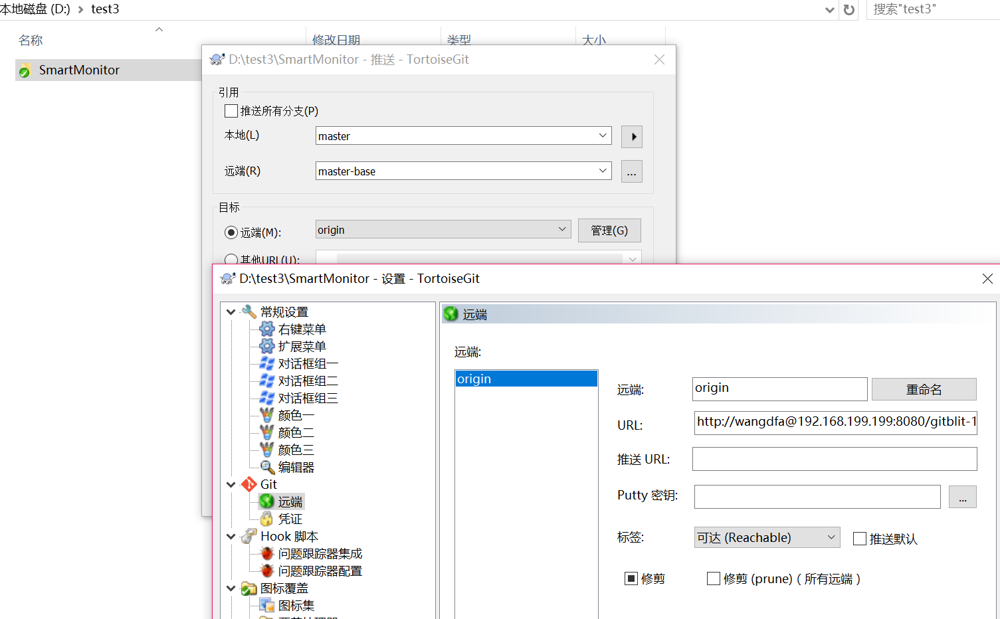 本地磁盘 (D:) > test3
搜索"test3"
名称
修改日期
类型
大小
SmartMonitor
D:\test3\SmartMonitor - 推送 - TortoiseGit
引用
推送所有分支(P)
本地(L)
master
远端(R)
master-base
...
目标
远端(M):
origin
管理(G)
其他URL(U):
D:\test3\SmartMonitor - 设置 - TortoiseGit
常规设置
右键菜单
扩展菜单
对话框组一
对话框组二
对话框组三
颜色一
颜色二
颜色三
编辑器
Git
远端
凭证
Hook 脚本
问题跟踪器集成
问题跟踪器配置
图标覆盖
图标集
远端
远端:
origin
远端:
origin
重命名
URL:
http://wangdfa@192.168.199.199:8080/gitblit-1
推送 URL:
Putty 密钥:
...
标签:
可达 (Reachable)
推送默认
修剪
修剪 (prune) ( 所有远端 )